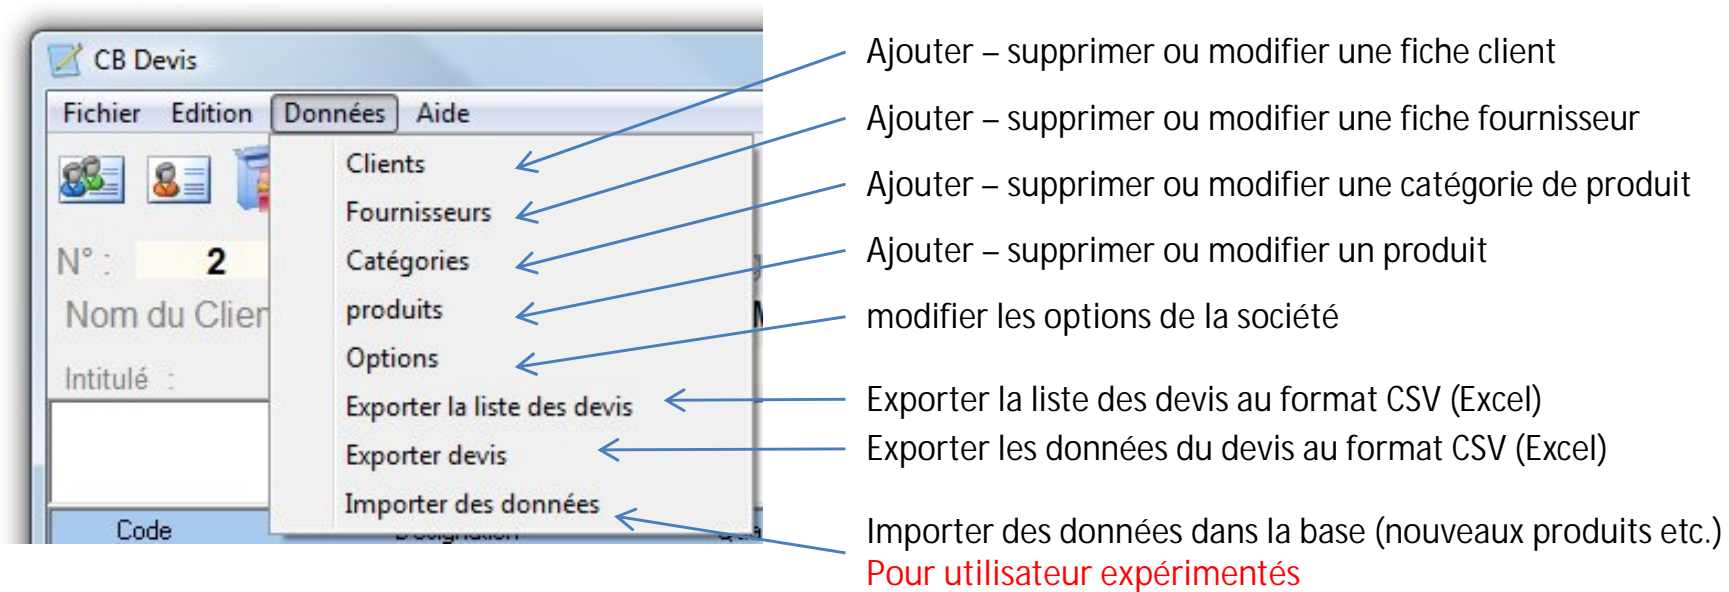 CB Devis
Fichier Edition Données Aide
Clients
Fournisseurs
N° : 2
Catégories
Nom du Clien
produits
Options
Intitulé :
Exporter la liste des devis
Exporter devis
Importer des données
Code
Ajouter – supprimer ou modifier une fiche client
Ajouter – supprimer ou modifier une fiche fournisseur
Ajouter – supprimer ou modifier une catégorie de produit
Ajouter – supprimer ou modifier un produit
modifier les options de la société
Exporter la liste des devis au format CSV (Excel)
Exporter les données du devis au format CSV (Excel)
Importer des données dans la base (nouveaux produits etc.)
Pour utilisateur expérimentés